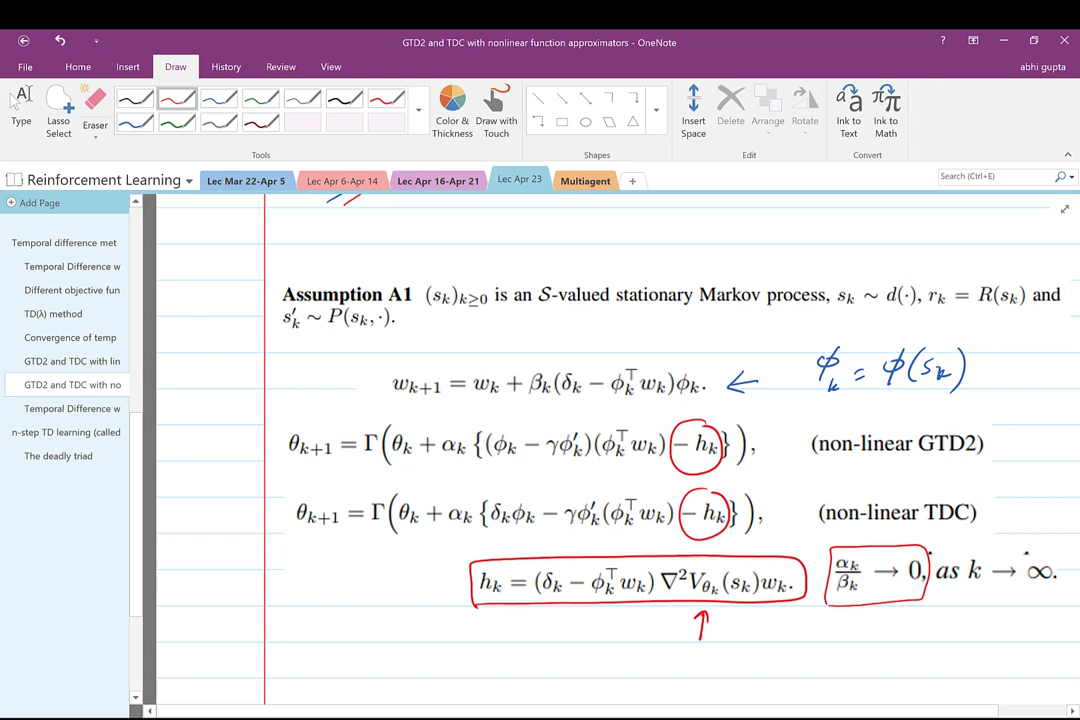 GTD2 and TDC with nonlinear function approximators - OneNote
?
File Home Insert Draw History Review View abhi gupta
Type
Lasso Select
Eraser
Color & Thickness
Draw with Touch
Insert Space
Delete
Arrange
Rotate
Ink to Text
Ink to Math
Tools Shapes Edit Convert
Reinforcement Learning Lec Mar 22-Apr 5 Lec Apr 6-Apr 14 Lec Apr 16-Apr 21 Lec Apr 23 Multiagent + Search (Ctrl+E)
Add Page
Temporal difference met
Temporal Difference w
Different objective fun
TD(λ) method
Convergence of temp
GTD2 and TDC with lin
GTD2 and TDC with no
Temporal Difference w
n-step TD learning (called
The deadly triad
Assumption A1 (s_k)_{k≥0} is an S-valued stationary Markov process, s_k ∼ d(·), r_k = R(s_k) and
s'_k ∼ P(s_k, ·).
w_{k+1} = w_k + β_k(δ_k − ϕ_k^⊤ w_k)ϕ_k. ← ϕ_k = ϕ(s_k)
θ_{k+1} = Γ(θ_k + α_k {(ϕ_k − γϕ'_k)(ϕ_k^⊤ w_k) − h_k}), (non-linear GTD2)
θ_{k+1} = Γ(θ_k + α_k {δ_kϕ_k − γϕ'_k(ϕ_k^⊤ w_k) − h_k}), (non-linear TDC)
h_k = (δ_k − ϕ_k^⊤ w_k) ∇²V_{θ_k}(s_k)w_k. α_k/β_k → 0, as k → ∞.